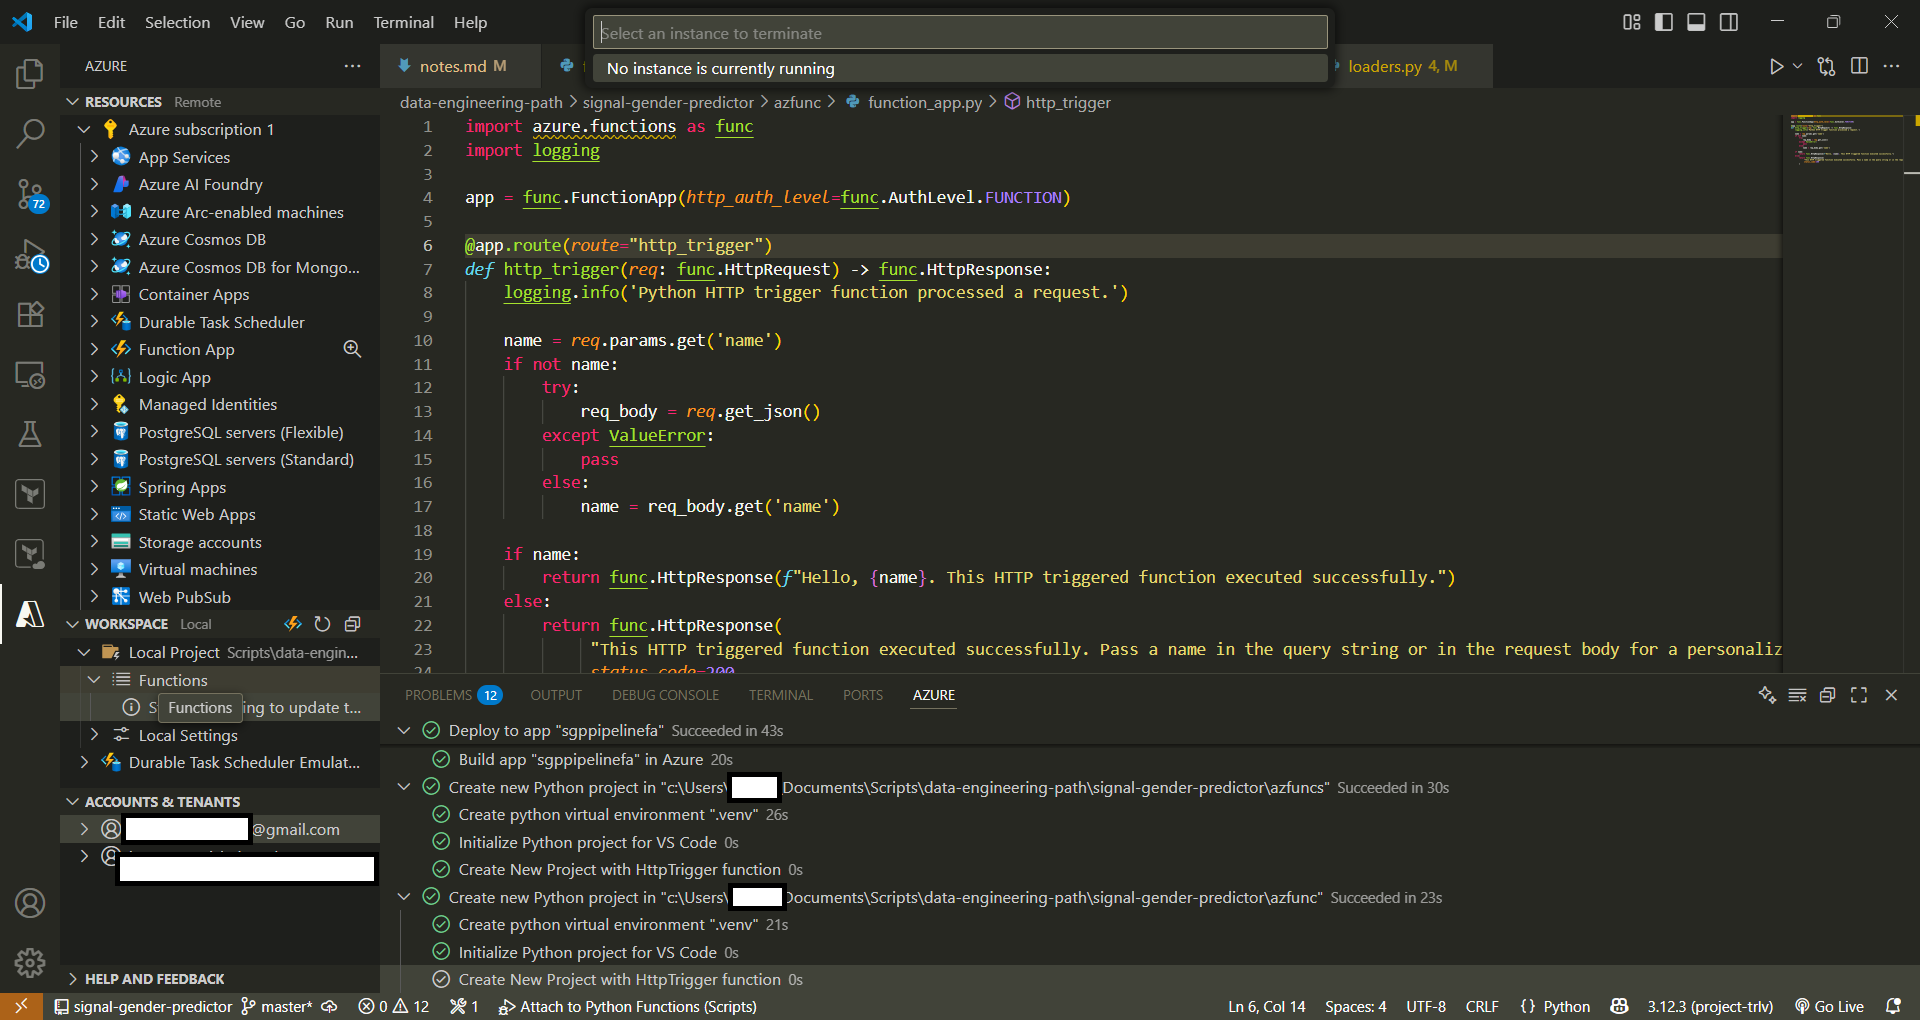 File Edit Selection View Go Run Terminal Help
Select an instance to terminate
No instance is currently running
AZURE
notes.md M
loaders.py 4, M
RESOURCES Remote
Azure subscription 1
App Services
Azure AI Foundry
Azure Arc-enabled machines
Azure Cosmos DB
Azure Cosmos DB for Mongo...
Container Apps
Durable Task Scheduler
Function App
Logic App
Managed Identities
PostgreSQL servers (Flexible)
PostgreSQL servers (Standard)
Spring Apps
Static Web Apps
Storage accounts
Virtual machines
Web PubSub
72
WORKSPACE Local
Local Project Scripts\data-engin...
Functions
Functions
ing to update t...
Local Settings
Durable Task Scheduler Emulat...
ACCOUNTS & TENANTS
@gmail.com
HELP AND FEEDBACK
data-engineering-path > signal-gender-predictor > azfunc > function_app.py > http_trigger
1 import azure.functions as func
2 import logging
3
4 app = func.FunctionApp(http_auth_level=func.AuthLevel.FUNCTION)
5
6 @app.route(route="http_trigger")
7 def http_trigger(req: func.HttpRequest) -> func.HttpResponse:
8 logging.info('Python HTTP trigger function processed a request.')
9
10 name = req.params.get('name')
11 if not name:
12 try:
13 req_body = req.get_json()
14 except ValueError:
15 pass
16 else:
17 name = req_body.get('name')
18
19 if name:
20 return func.HttpResponse(f"Hello, {name}. This HTTP triggered function executed successfully.")
21 else:
22 return func.HttpResponse(
23 "This HTTP triggered function executed successfully. Pass a name in the query string or in the request body for a personaliz
24 status_code=200
PROBLEMS 12 OUTPUT DEBUG CONSOLE TERMINAL PORTS AZURE
Deploy to app "sgppipelinefa" Succeeded in 43s
Build app "sgppipelinefa" in Azure 20s
Create new Python project in "c:\Users\ Documents\Scripts\data-engineering-path\signal-gender-predictor\azfuncs" Succeeded in 30s
Create python virtual environment ".venv" 26s
Initialize Python project for VS Code 0s
Create New Project with HttpTrigger function 0s
Create new Python project in "c:\Users\ Documents\Scripts\data-engineering-path\signal-gender-predictor\azfunc" Succeeded in 23s
Create python virtual environment ".venv" 21s
Initialize Python project for VS Code 0s
Create New Project with HttpTrigger function 0s
signal-gender-predictor master* 0 12 1 Attach to Python Functions (Scripts) Ln 6, Col 14 Spaces: 4 UTF-8 CRLF {} Python 3.12.3 (project-trlv) Go Live